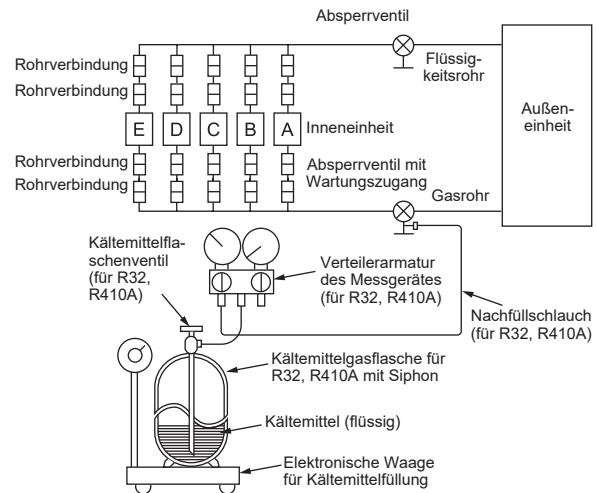 Absperrventil
Rohrverbindung
Rohrverbindung
Flüssig-
keitsrohr
Außen-
einheit
E
D
C
B
A
Inneneinheit
Rohrverbindung
Rohrverbindung
Absperrventil mit
Wartungszugang
Gasrohr
Kältemittelfla-
schenventil
(für R32,
R410A)
Verteilerarmatur
des Messgerätes
(für R32, R410A)
Nachfüllschlauch
(für R32, R410A)
Kältemittelgasflasche für
R32, R410A mit Siphon
Kältemittel (flüssig)
Elektronische Waage
für Kältemittelfüllung